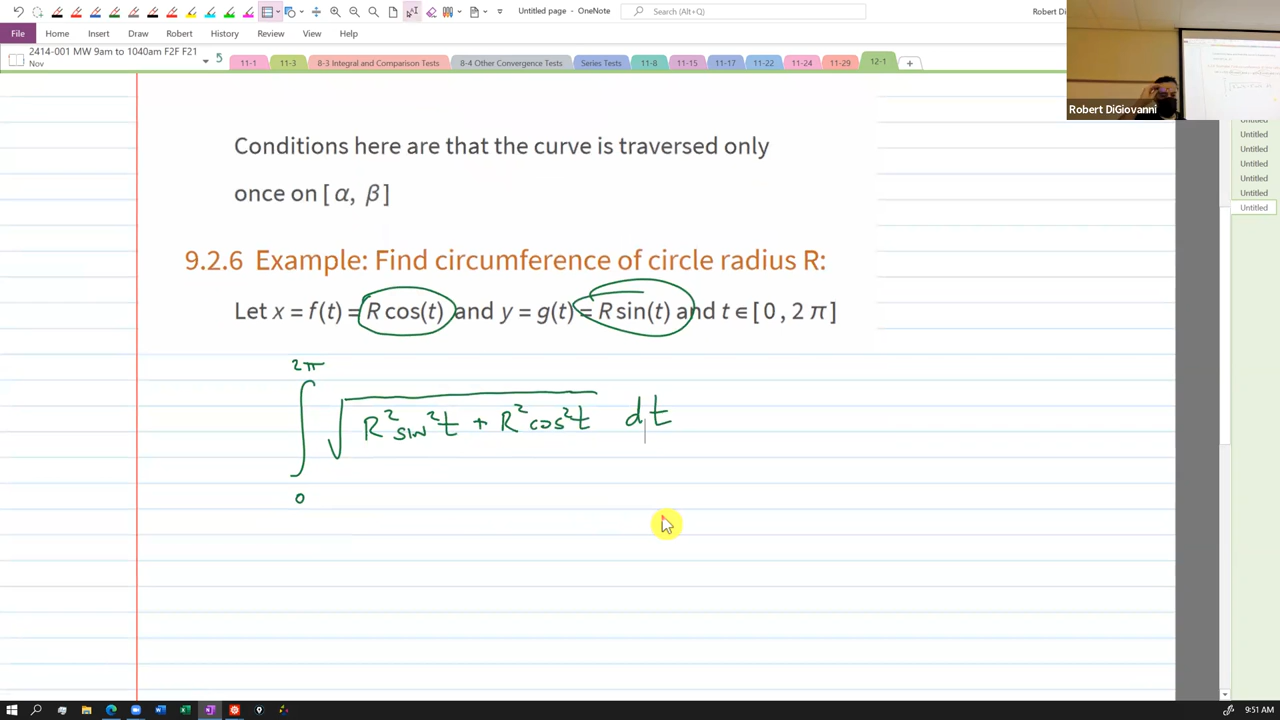 Untitled page - OneNote
Search (Alt+Q)
Robert Di
File Home Insert Draw Robert History Review View Help
2414-001 MW 9am to 1040am F2F F21
Nov
5
11-1 11-3 8-3 Integral and Comparison Tests 8-4 Other Convergence Tests Series Tests 11-8 11-15 11-17 11-22 11-24 11-29 12-1
Robert DiGiovanni
Untitled
Untitled
Untitled
Untitled
Untitled
Untitled
Untitled
Conditions here are that the curve is traversed only
once on [ α, β ]
9.2.6 Example: Find circumference of circle radius R:
Let x = f(t) = R cos(t) and y = g(t) = R sin(t) and t ∈ [ 0 , 2 π ]
2π
∫ √(R² sin² t + R² cos² t) dt
0
9:51 AM